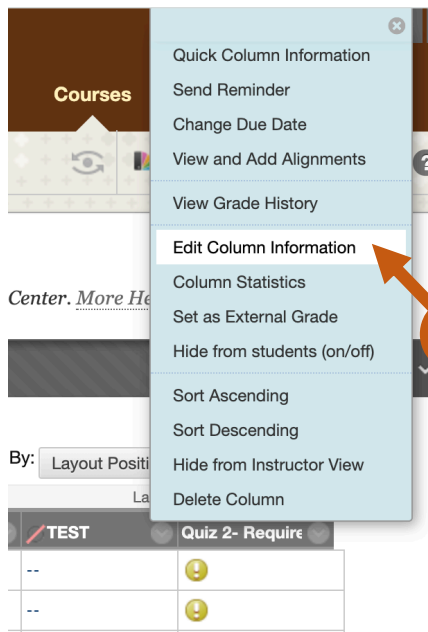 Quick Column Information
Courses
Send Reminder
Change Due Date
View and Add Alignments
?
View Grade History
Edit Column Information
Center. More He
Column Statistics
Set as External Grade
Hide from students (on/off)
Sort Ascending
Sort Descending
By: Layout Positi
Hide from Instructor View
La
Delete Column
TEST
Quiz 2- Require
--
!
--
!